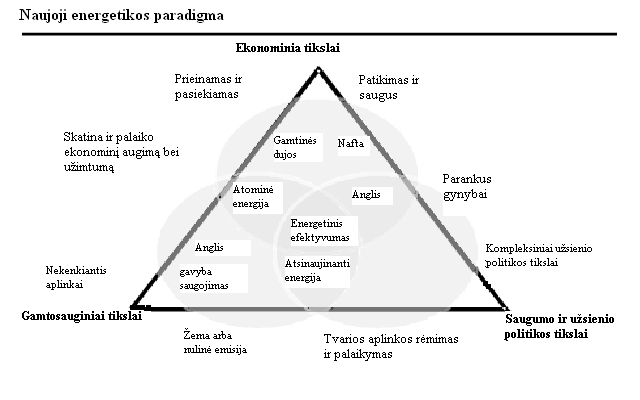 Naujoji energetikos paradigma
Ekonominia tikslai
Prieinamas ir
pasiekiamas
Patikimas ir
saugus
Skatina ir palaiko
ekonominį augimą bei
užimtumą
Gamtinės
dujos
Nafta
Parankus
gynybai
Atominė
energija
Anglis
Energetinis
efektyvumas
Anglis
gavyba
saugojimas
Atsinaujinanti
energija
Kompleksiniai užsienio
politikos tikslai
Nekenkiantis
aplinkai
Gamtosauginiai tikslai
Saugumo ir užsienio
politikos tikslai
Žema arba
nulinė emisija
Tvarios aplinkos rėmimas
ir palaikymas